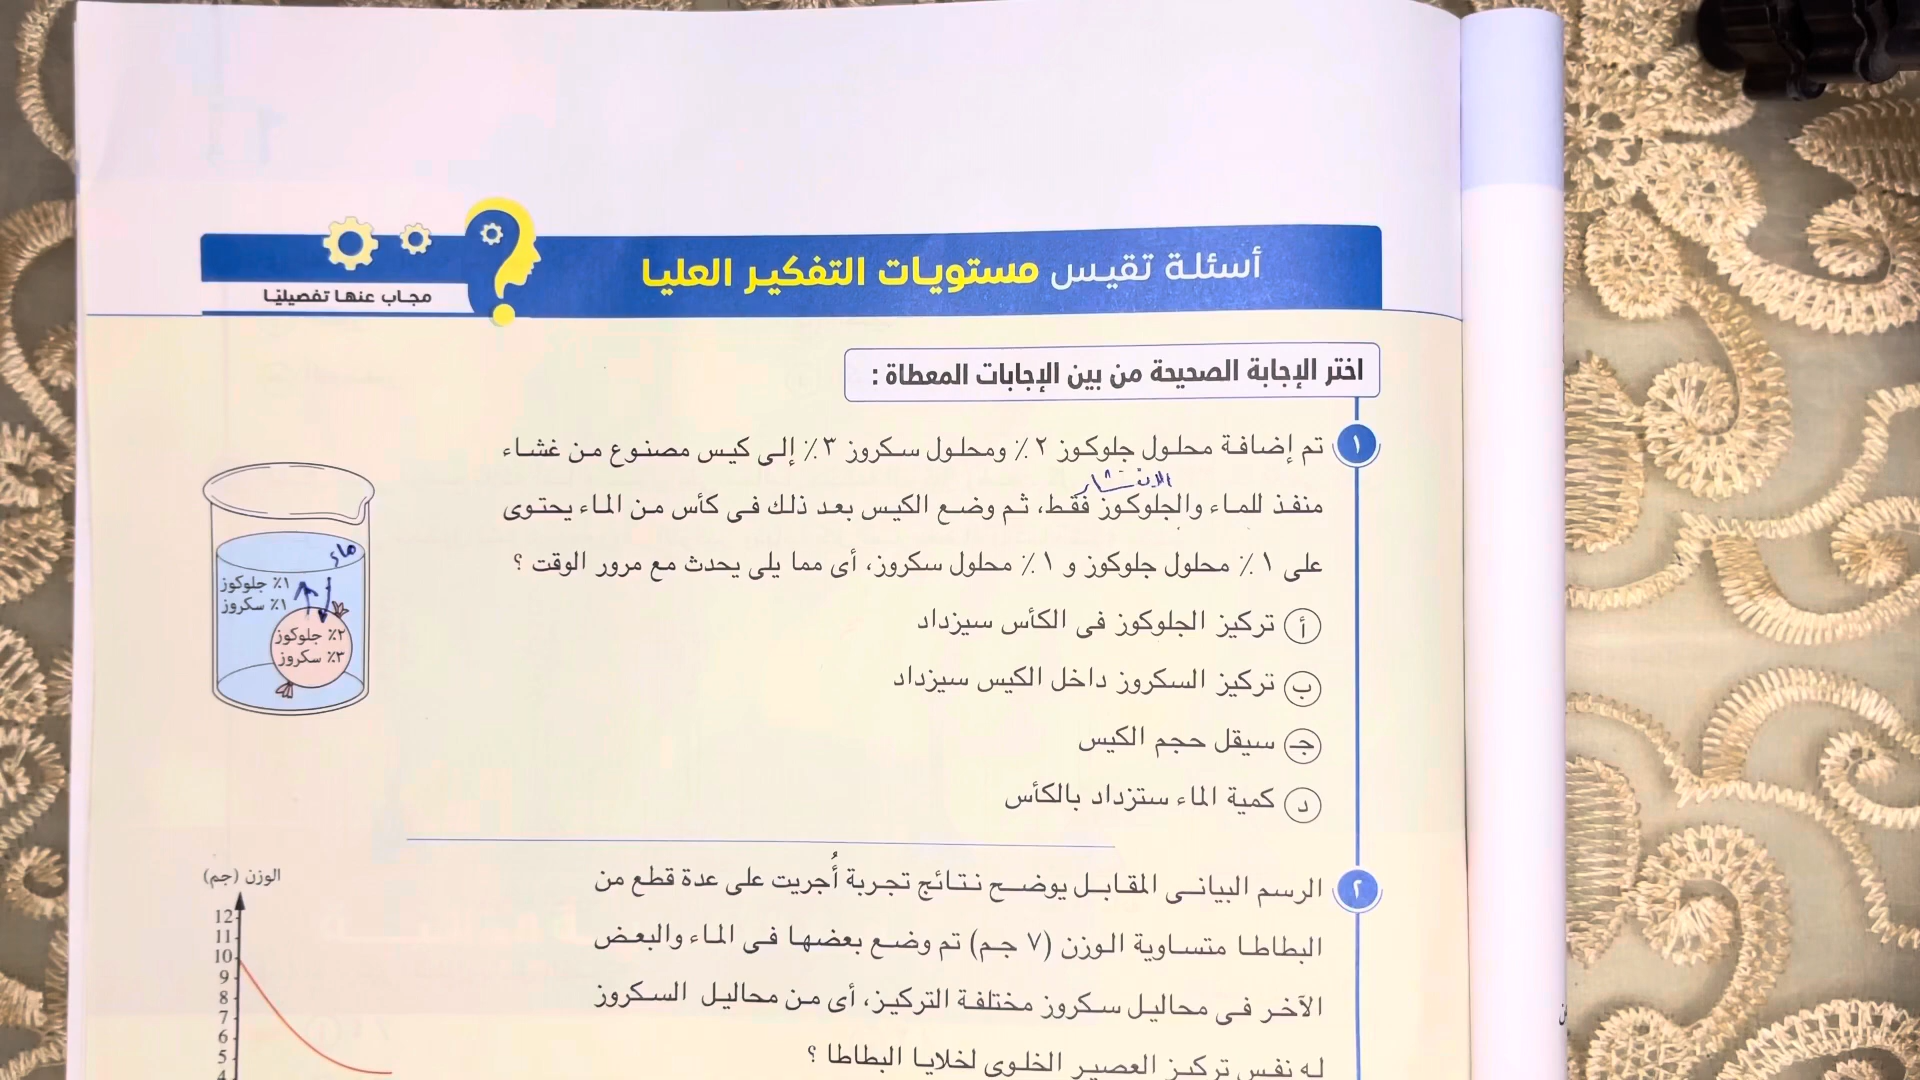 أسئلة تقيس مستويات التفكير العليا
مجاب عنها تفصيليًا
اختر الإجابة الصحيحة من بين الإجابات المعطاة :
١ تم إضافة محلول جلوكوز ٢٪ ومحلول سكروز ٣٪ إلى كيس مصنوع من غشاء
الانتشار
منفذ للماء والجلوكوز فقط، ثم وضع الكيس بعد ذلك فى كأس من الماء يحتوى
على ١٪ محلول جلوكوز و ١٪ محلول سكروز، أى مما يلى يحدث مع مرور الوقت ؟
أ تركيز الجلوكوز فى الكأس سيزداد
ب تركيز السكروز داخل الكيس سيزداد
جـ سيقل حجم الكيس
د كمية الماء ستزداد بالكأس
ماء
١٪ جلوكوز
١٪ سكروز
٢٪ جلوكوز
٣٪ سكروز
٢ الرسم البيانى المقابل يوضح نتائج تجربة أُجريت على عدة قطع من
البطاطا متساوية الوزن (٧ جم) تم وضع بعضها فى الماء والبعض
الآخر فى محاليل سكروز مختلفة التركيز، أى من محاليل السكروز
له نفس تركيز العصير الخلوى لخلايا البطاطا ؟
الوزن (جم)
12
11
10
9
8
7
6
5
4